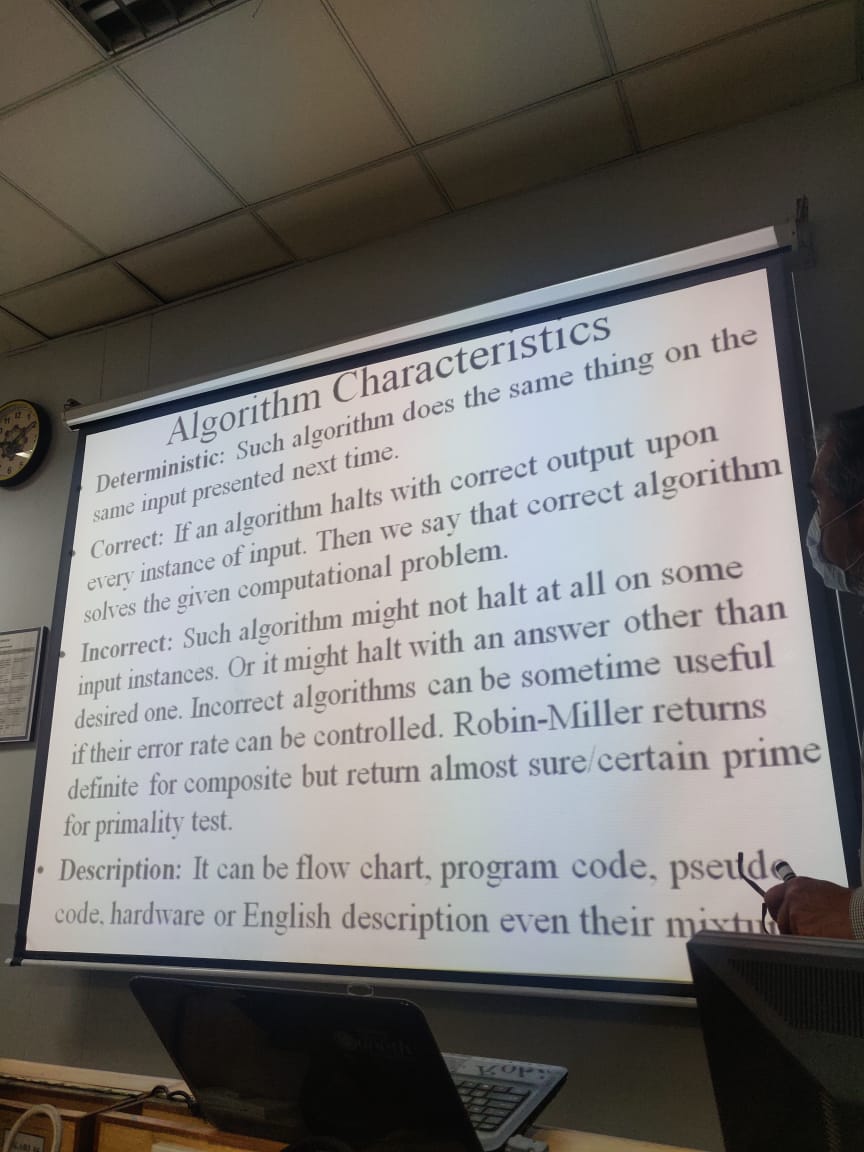 Algorithm Characteristics
Deterministic: Such algorithm does the same thing on the
same input presented next time.
Correct: If an algorithm halts with correct output upon
every instance of input. Then we say that correct algorithm
solves the given computational problem.
Incorrect: Such algorithm might not halt at all on some
input instances. Or it might halt with an answer other than
desired one. Incorrect algorithms can be sometime useful
if their error rate can be controlled. Robin-Miller returns
definite for composite but return almost sure/certain prime
for primality test.
Description: It can be flow chart, program code, pseudo
code, hardware or English description even their